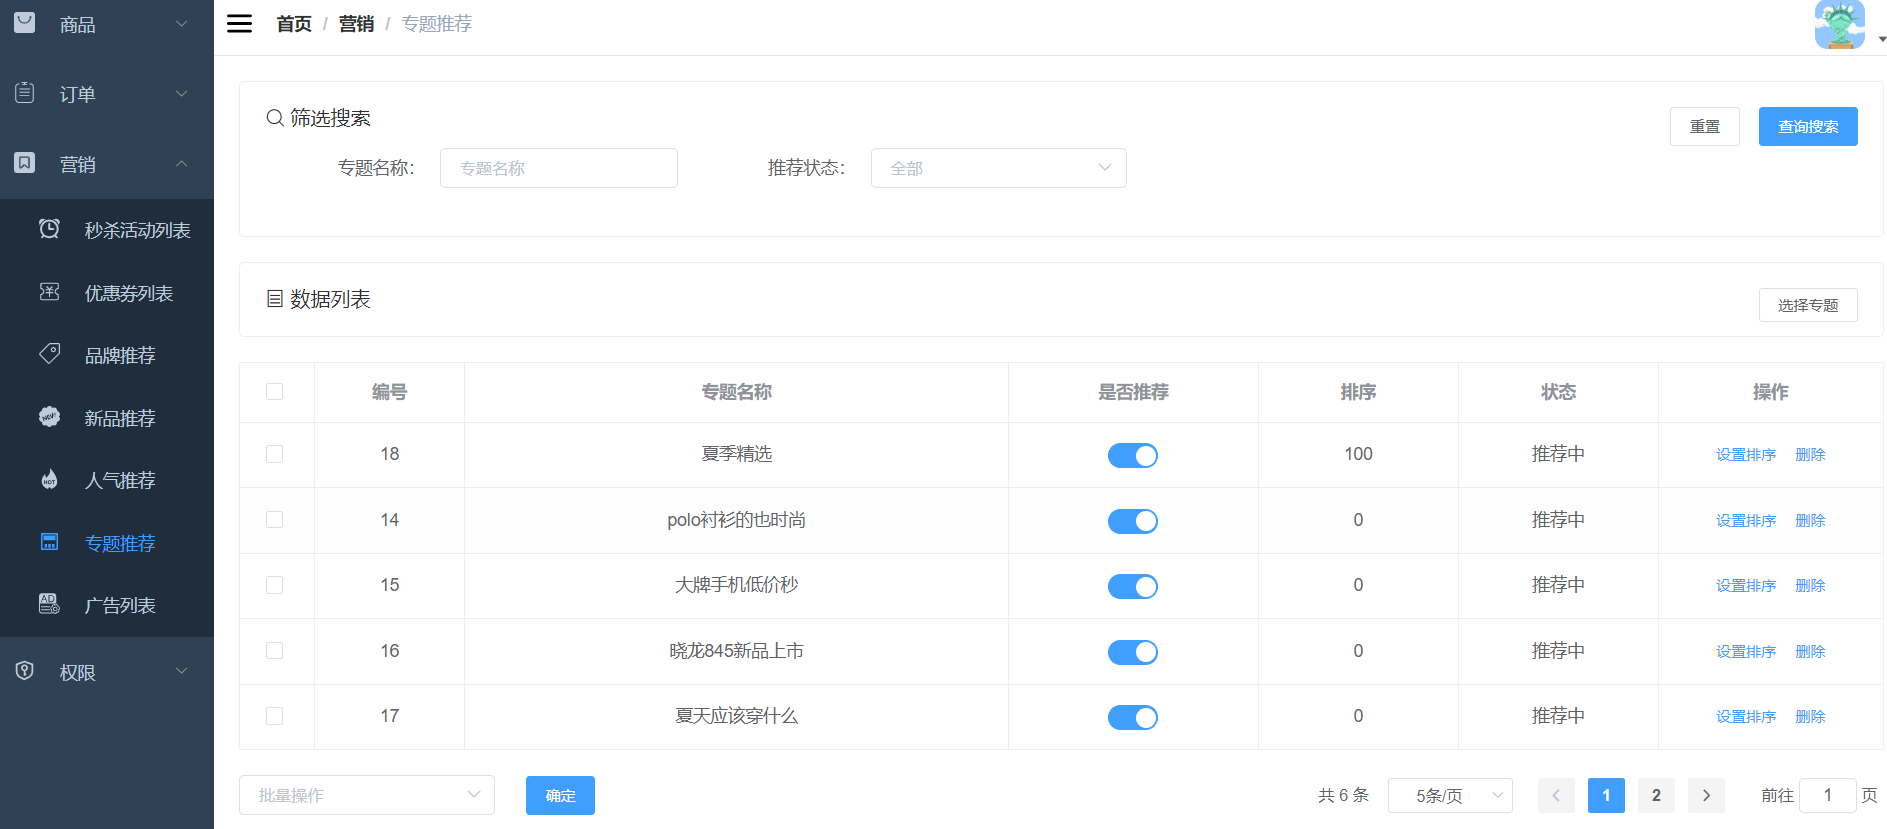 商品
订单
营销
秒杀活动列表
优惠券列表
品牌推荐
NEW
新品推荐
HOT
人气推荐
专题推荐
AD
广告列表
权限
首页 / 营销 / 专题推荐
筛选搜索
重置 查询搜索
专题名称： 专题名称 推荐状态： 全部
数据列表
选择专题
编号 专题名称 是否推荐 排序 状态 操作
18 夏季精选 100 推荐中 设置排序 删除
14 polo衬衫的也时尚 0 推荐中 设置排序 删除
15 大牌手机低价秒 0 推荐中 设置排序 删除
16 晓龙845新品上市 0 推荐中 设置排序 删除
17 夏天应该穿什么 0 推荐中 设置排序 删除
批量操作 确定 共 6 条 5条/页 1 2 前往 1 页